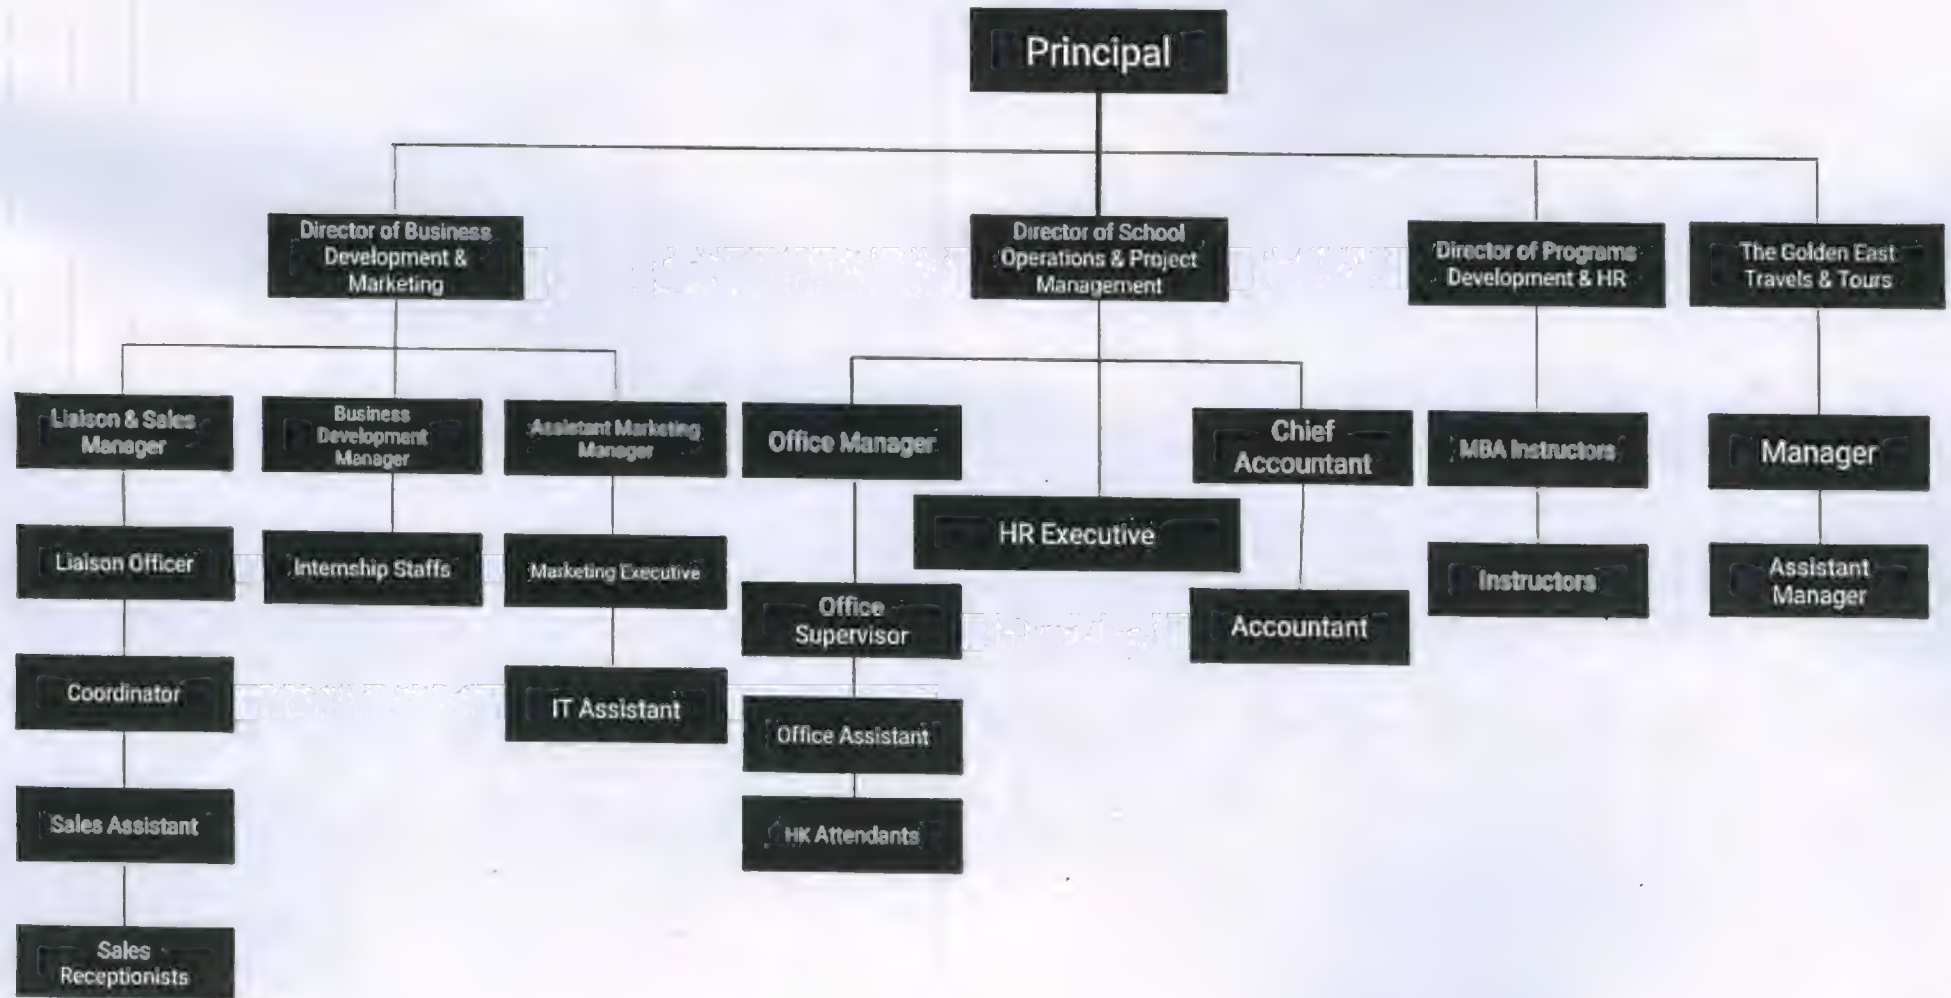 Principal
Director of Business
Development &
Marketing
Director of School
Operations & Project
Management
Director of Programs
Development & HR
The Golden East
Travels & Tours
Liaison & Sales
Manager
Business
Development
Manager
Assistant Marketing
Manager
Office Manager
HR Executive
Chief
Accountant
MBA Instructors
Manager
Liaison Officer
Internship Staffs
Marketing Executive
Office
Supervisor
Accountant
Instructors
Assistant
Manager
Coordinator
IT Assistant
Office Assistant
Sales Assistant
HK Attendants
Sales
Receptionists